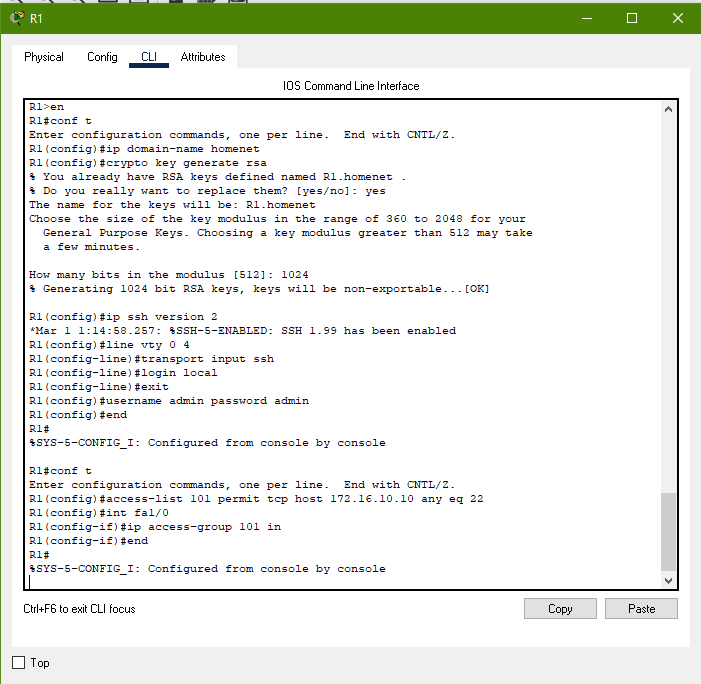 R1
Physical Config CLI Attributes
IOS Command Line Interface
R1>en
R1#conf t
Enter configuration commands, one per line.  End with CNTL/Z.
R1(config)#ip domain-name homenet
R1(config)#crypto key generate rsa
% You already have RSA keys defined named R1.homenet .
% Do you really want to replace them? [yes/no]: yes
The name for the keys will be: R1.homenet
Choose the size of the key modulus in the range of 360 to 2048 for your
  General Purpose Keys. Choosing a key modulus greater than 512 may take
  a few minutes.
How many bits in the modulus [512]: 1024
% Generating 1024 bit RSA keys, keys will be non-exportable...[OK]
R1(config)#ip ssh version 2
*Mar 1 1:14:58.257: %SSH-5-ENABLED: SSH 1.99 has been enabled
R1(config)#line vty 0 4
R1(config-line)#transport input ssh
R1(config-line)#login local
R1(config-line)#exit
R1(config)#username admin password admin
R1(config)#end
R1#
%SYS-5-CONFIG_I: Configured from console by console
R1#conf t
Enter configuration commands, one per line.  End with CNTL/Z.
R1(config)#access-list 101 permit tcp host 172.16.10.10 any eq 22
R1(config)#int fa1/0
R1(config-if)#ip access-group 101 in
R1(config-if)#end
R1#
%SYS-5-CONFIG_I: Configured from console by console
Ctrl+F6 to exit CLI focus Copy Paste
Top